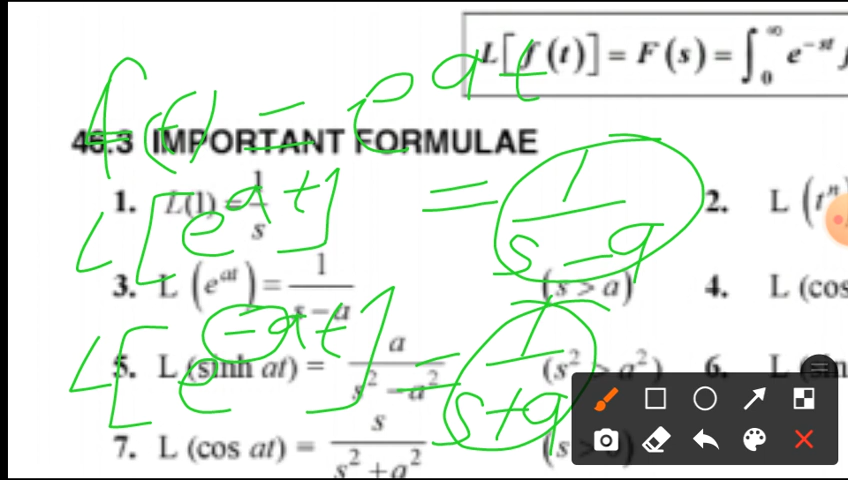 L[f(t)] = F(s) = ∫₀^∞ e^{-st}
f(t) = e^{at}
46.3 IMPORTANT FORMULAE
1. L(1) = 1/s
2. L (t^n)
L[e^{at}] = 1/(s-a)
3. L (e^{at}) = 1/(s-a) (s > a)
4. L (cos
L[e^{-at}] = 1/(s+a)
5. L (sinh at) = a/(s² - a²) (s² > a²)
6. L
7. L (cos at) = s/(s² + a²) (s >